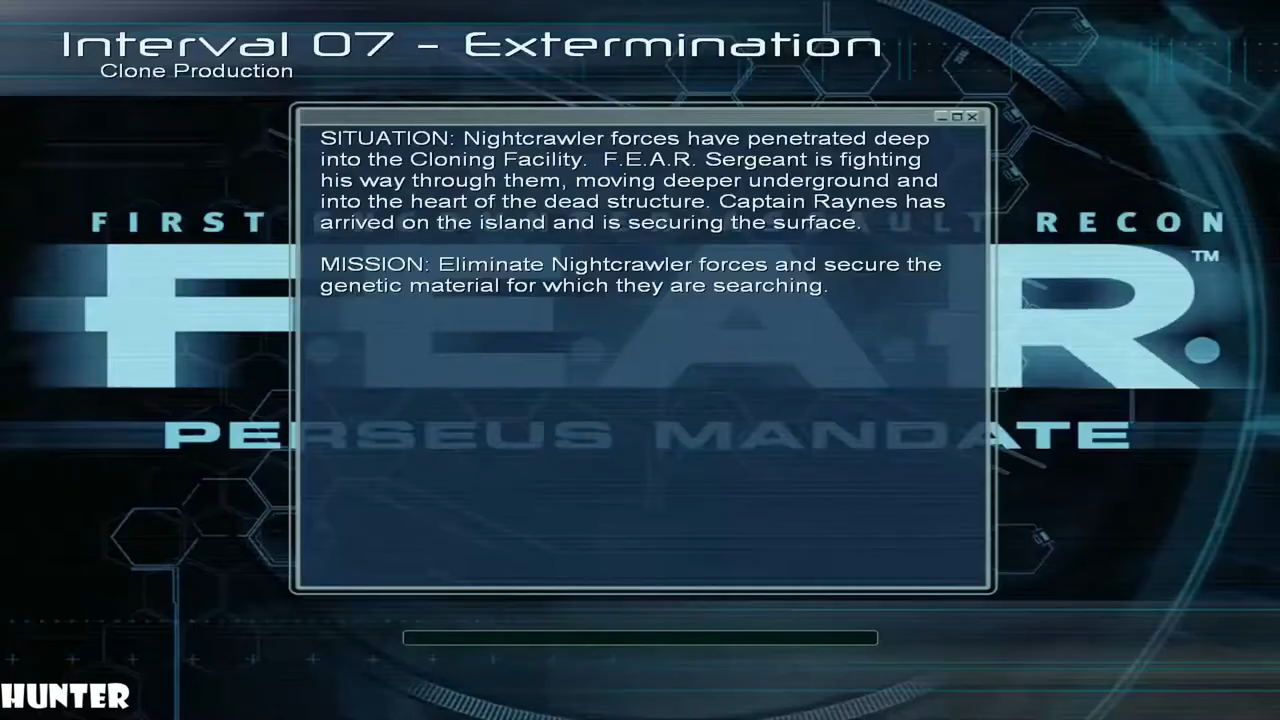 Interval 07 - Extermination
Clone Production
SITUATION: Nightcrawler forces have penetrated deep
into the Cloning Facility.  F.E.A.R. Sergeant is fighting
his way through them, moving deeper underground and
into the heart of the dead structure. Captain Raynes has
arrived on the island and is securing the surface.
MISSION: Eliminate Nightcrawler forces and secure the
genetic material for which they are searching.
FIRST RECON
F.E.A.R.™
PERSEUS MANDATE
HUNTER